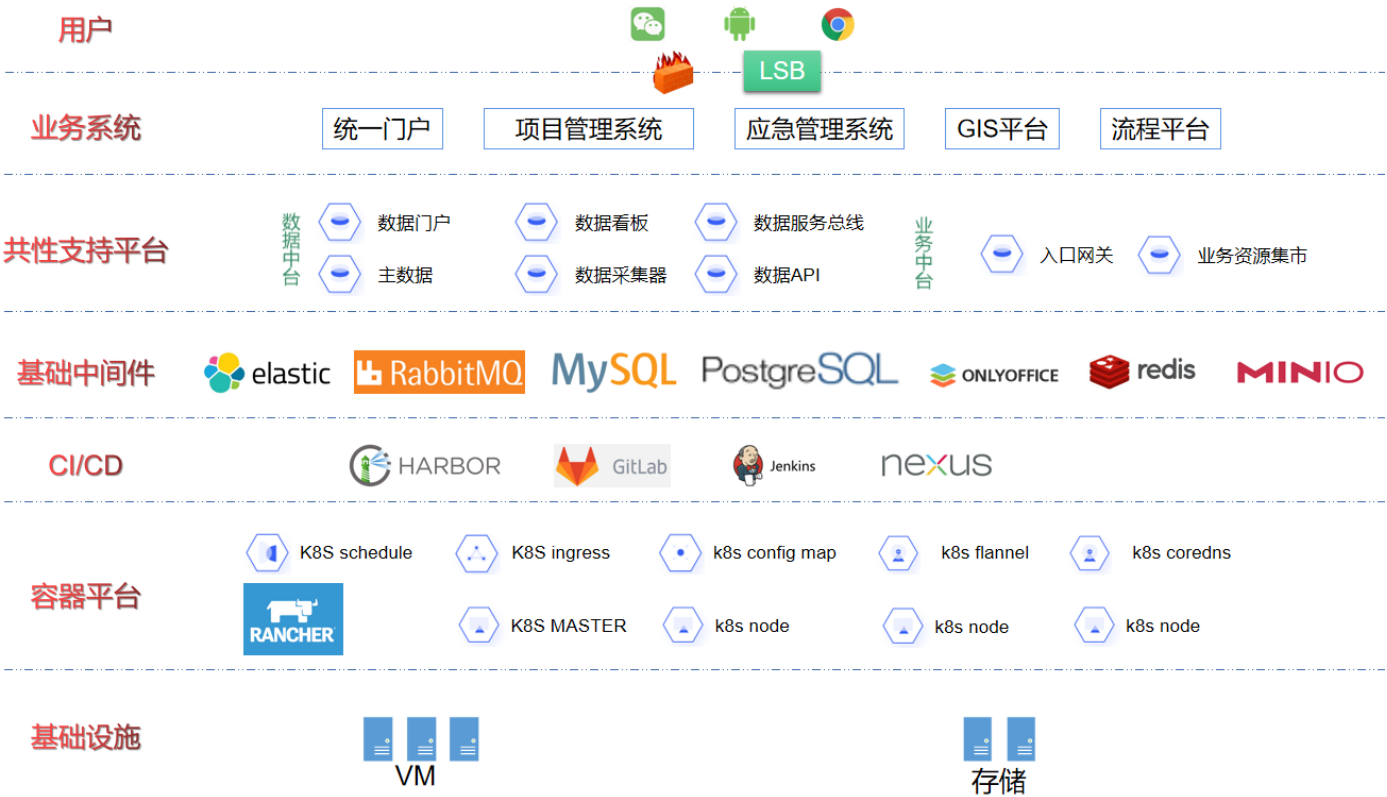 用户
LSB
业务系统
统一门户
项目管理系统
应急管理系统
GIS平台
流程平台
共性支持平台
数据中台
数据门户
数据看板
数据服务总线
主数据
数据采集器
数据API
业务中台
入口网关
业务资源集市
基础中间件
elastic
RabbitMQ
MySQL
PostgreSQL
ONLYOFFICE
redis
MINIO
CI/CD
HARBOR
GitLab
Jenkins
nexus
容器平台
K8S schedule
K8S ingress
k8s config map
k8s flannel
k8s coredns
RANCHER
K8S MASTER
k8s node
k8s node
k8s node
基础设施
VM
存储